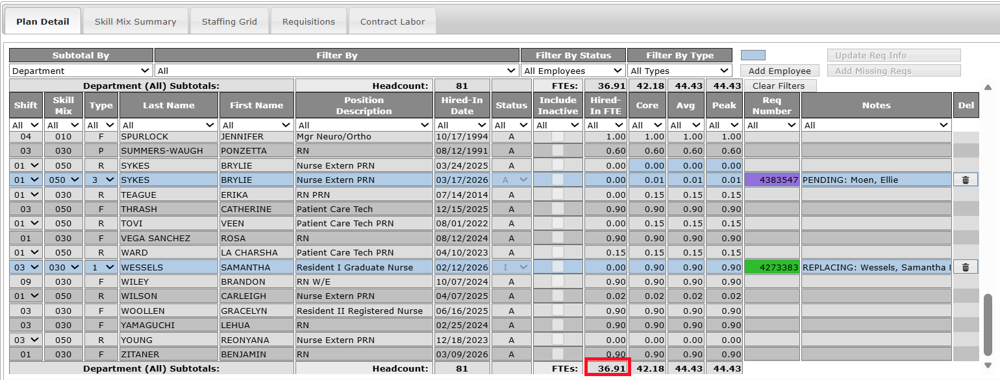 Plan Detail Skill Mix Summary Staffing Grid Requisitions Contract Labor
Subtotal By Filter By Filter By Status Filter By Type Update Req Info
Department All All Employees All Types Add Employee Add Missing Reqs
Department (All) Subtotals: Headcount: 81 FTEs: 36.91 42.18 44.43 44.43 Clear Filters
Shift Skill Mix Type Last Name First Name Position Description Hired-In Date Status Include Inactive Hired-In FTE Core Avg Peak Req Number Notes Del
All All All All All All All All All All All All All All All
04 010 F SPURLOCK JENNIFER Mgr Neuro/Ortho 10/17/1994 A 1.00 1.00 1.00 1.00
03 030 P SUMMERS-WAUGH PONZETTA RN 08/12/1991 A 0.60 0.60 0.60 0.60
01 050 R SYKES BRYLIE Nurse Extern PRN 03/24/2025 A 0.00 0.00 0.00 0.00
01 050 3 SYKES BRYLIE Nurse Extern PRN 03/17/2026 A 0.00 0.01 0.01 0.01 4383547 PENDING: Moen, Ellie
01 030 R TEAGUE ERIKA RN PRN 07/14/2014 A 0.00 0.15 0.15 0.15
03 050 F THRASH CATHERINE Patient Care Tech 12/15/2025 A 0.90 0.90 0.90 0.90
01 050 R TOVI VEEN Patient Care Tech PRN 08/01/2022 A 0.00 0.15 0.15 0.15
01 030 F VEGA SANCHEZ ROSA RN 08/12/2024 A 0.90 0.90 0.90 0.90
01 050 R WARD LA CHARSHA Patient Care Tech PRN 04/10/2023 A 0.15 0.15 0.15 0.15
03 030 1 WESSELS SAMANTHA Resident I Graduate Nurse 02/12/2026 I 0.00 0.90 0.90 0.90 4273383 REPLACING: Wessels, Samantha
09 030 F WILEY BRANDON RN W/E 10/07/2024 A 0.90 0.90 0.90 0.90
01 050 R WILSON CARLEIGH Nurse Extern PRN 04/07/2025 A 0.02 0.02 0.02 0.02
03 030 F WOOLLEN GRACELYN Resident II Registered Nurse 06/16/2025 A 0.90 0.90 0.90 0.90
03 030 F YAMAGUCHI LEHUA RN 02/25/2024 A 0.90 0.90 0.90 0.90
03 050 R YOUNG REONYANA Nurse Extern PRN 12/18/2023 A 0.00 0.00 0.00 0.00
01 030 F ZITANER BENJAMIN RN 03/09/2026 A 0.90 0.90 0.90 0.90
Department (All) Subtotals: Headcount: 81 FTEs: 36.91 42.18 44.43 44.43